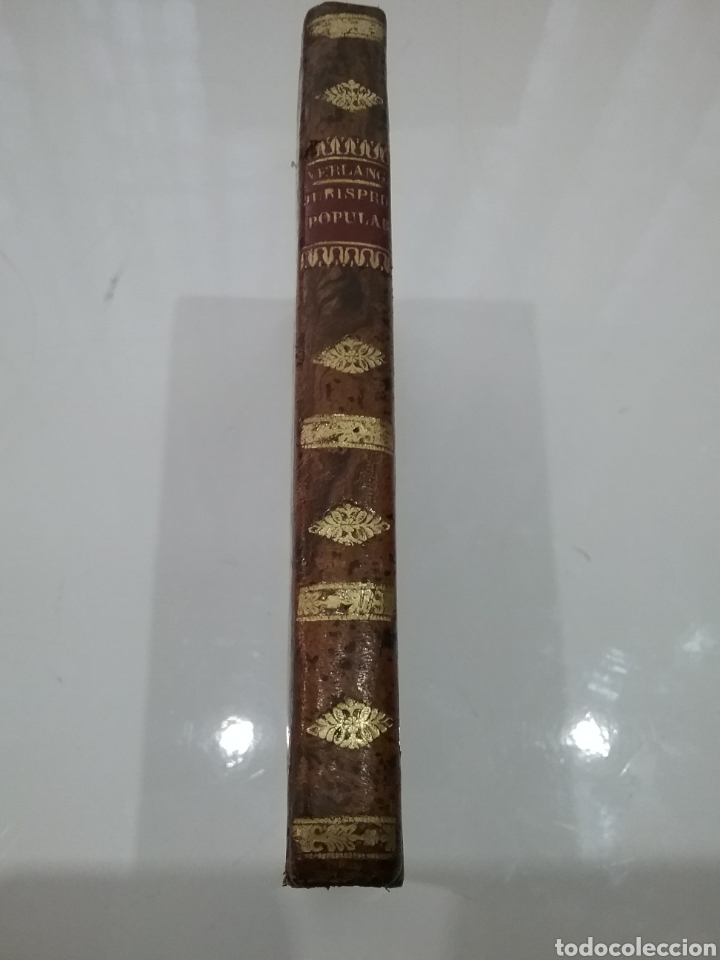 VERLANG
JURISPRU
POPULAR
todocoleccion